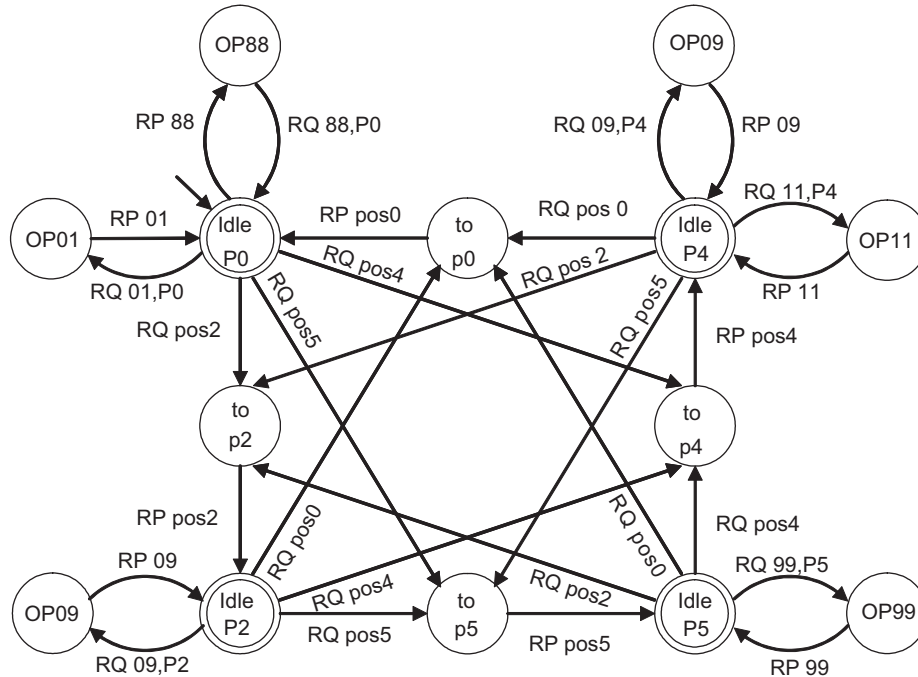 OP88
OP09
RP 88
RQ 88,P0
RQ 09,P4
RP 09
RQ 11,P4
Idle
P0
RP 01
OP01
RQ 01,P0
RP pos0
to
p0
RQ pos 0
Idle
P4
OP11
RP 11
RQ pos4
RQ pos 2
RQ pos2
RQ pos5
RQ pos5
RP pos4
to
p2
to
p4
RP pos2
RQ pos0
RQ pos0
RQ pos4
RP 09
RQ 99,P5
OP09
Idle
P2
RQ pos4
RQ pos5
to
p5
RQ pos2
RP pos5
Idle
P5
OP99
RQ 09,P2
RP 99